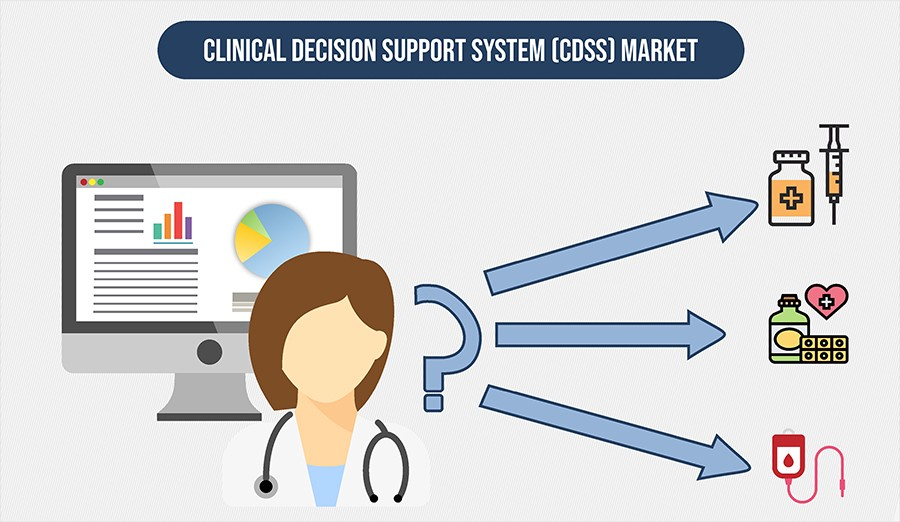 CLINICAL DECISION SUPPORT SYSTEM (CDSS) MARKET
?